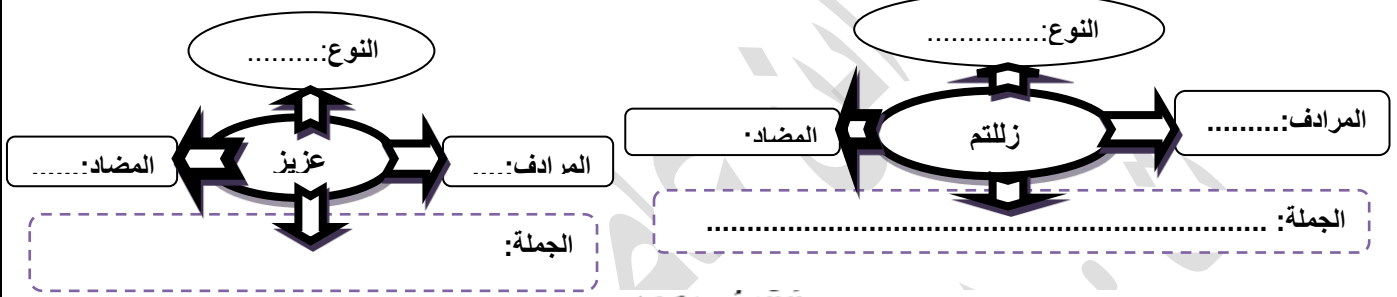 النوع:..............
زللتم
المرادف:.........
المضاد:
الجملة: .....................................................................
النوع:..........
عزيز
المرادف:.....
المضاد:......
الجملة: